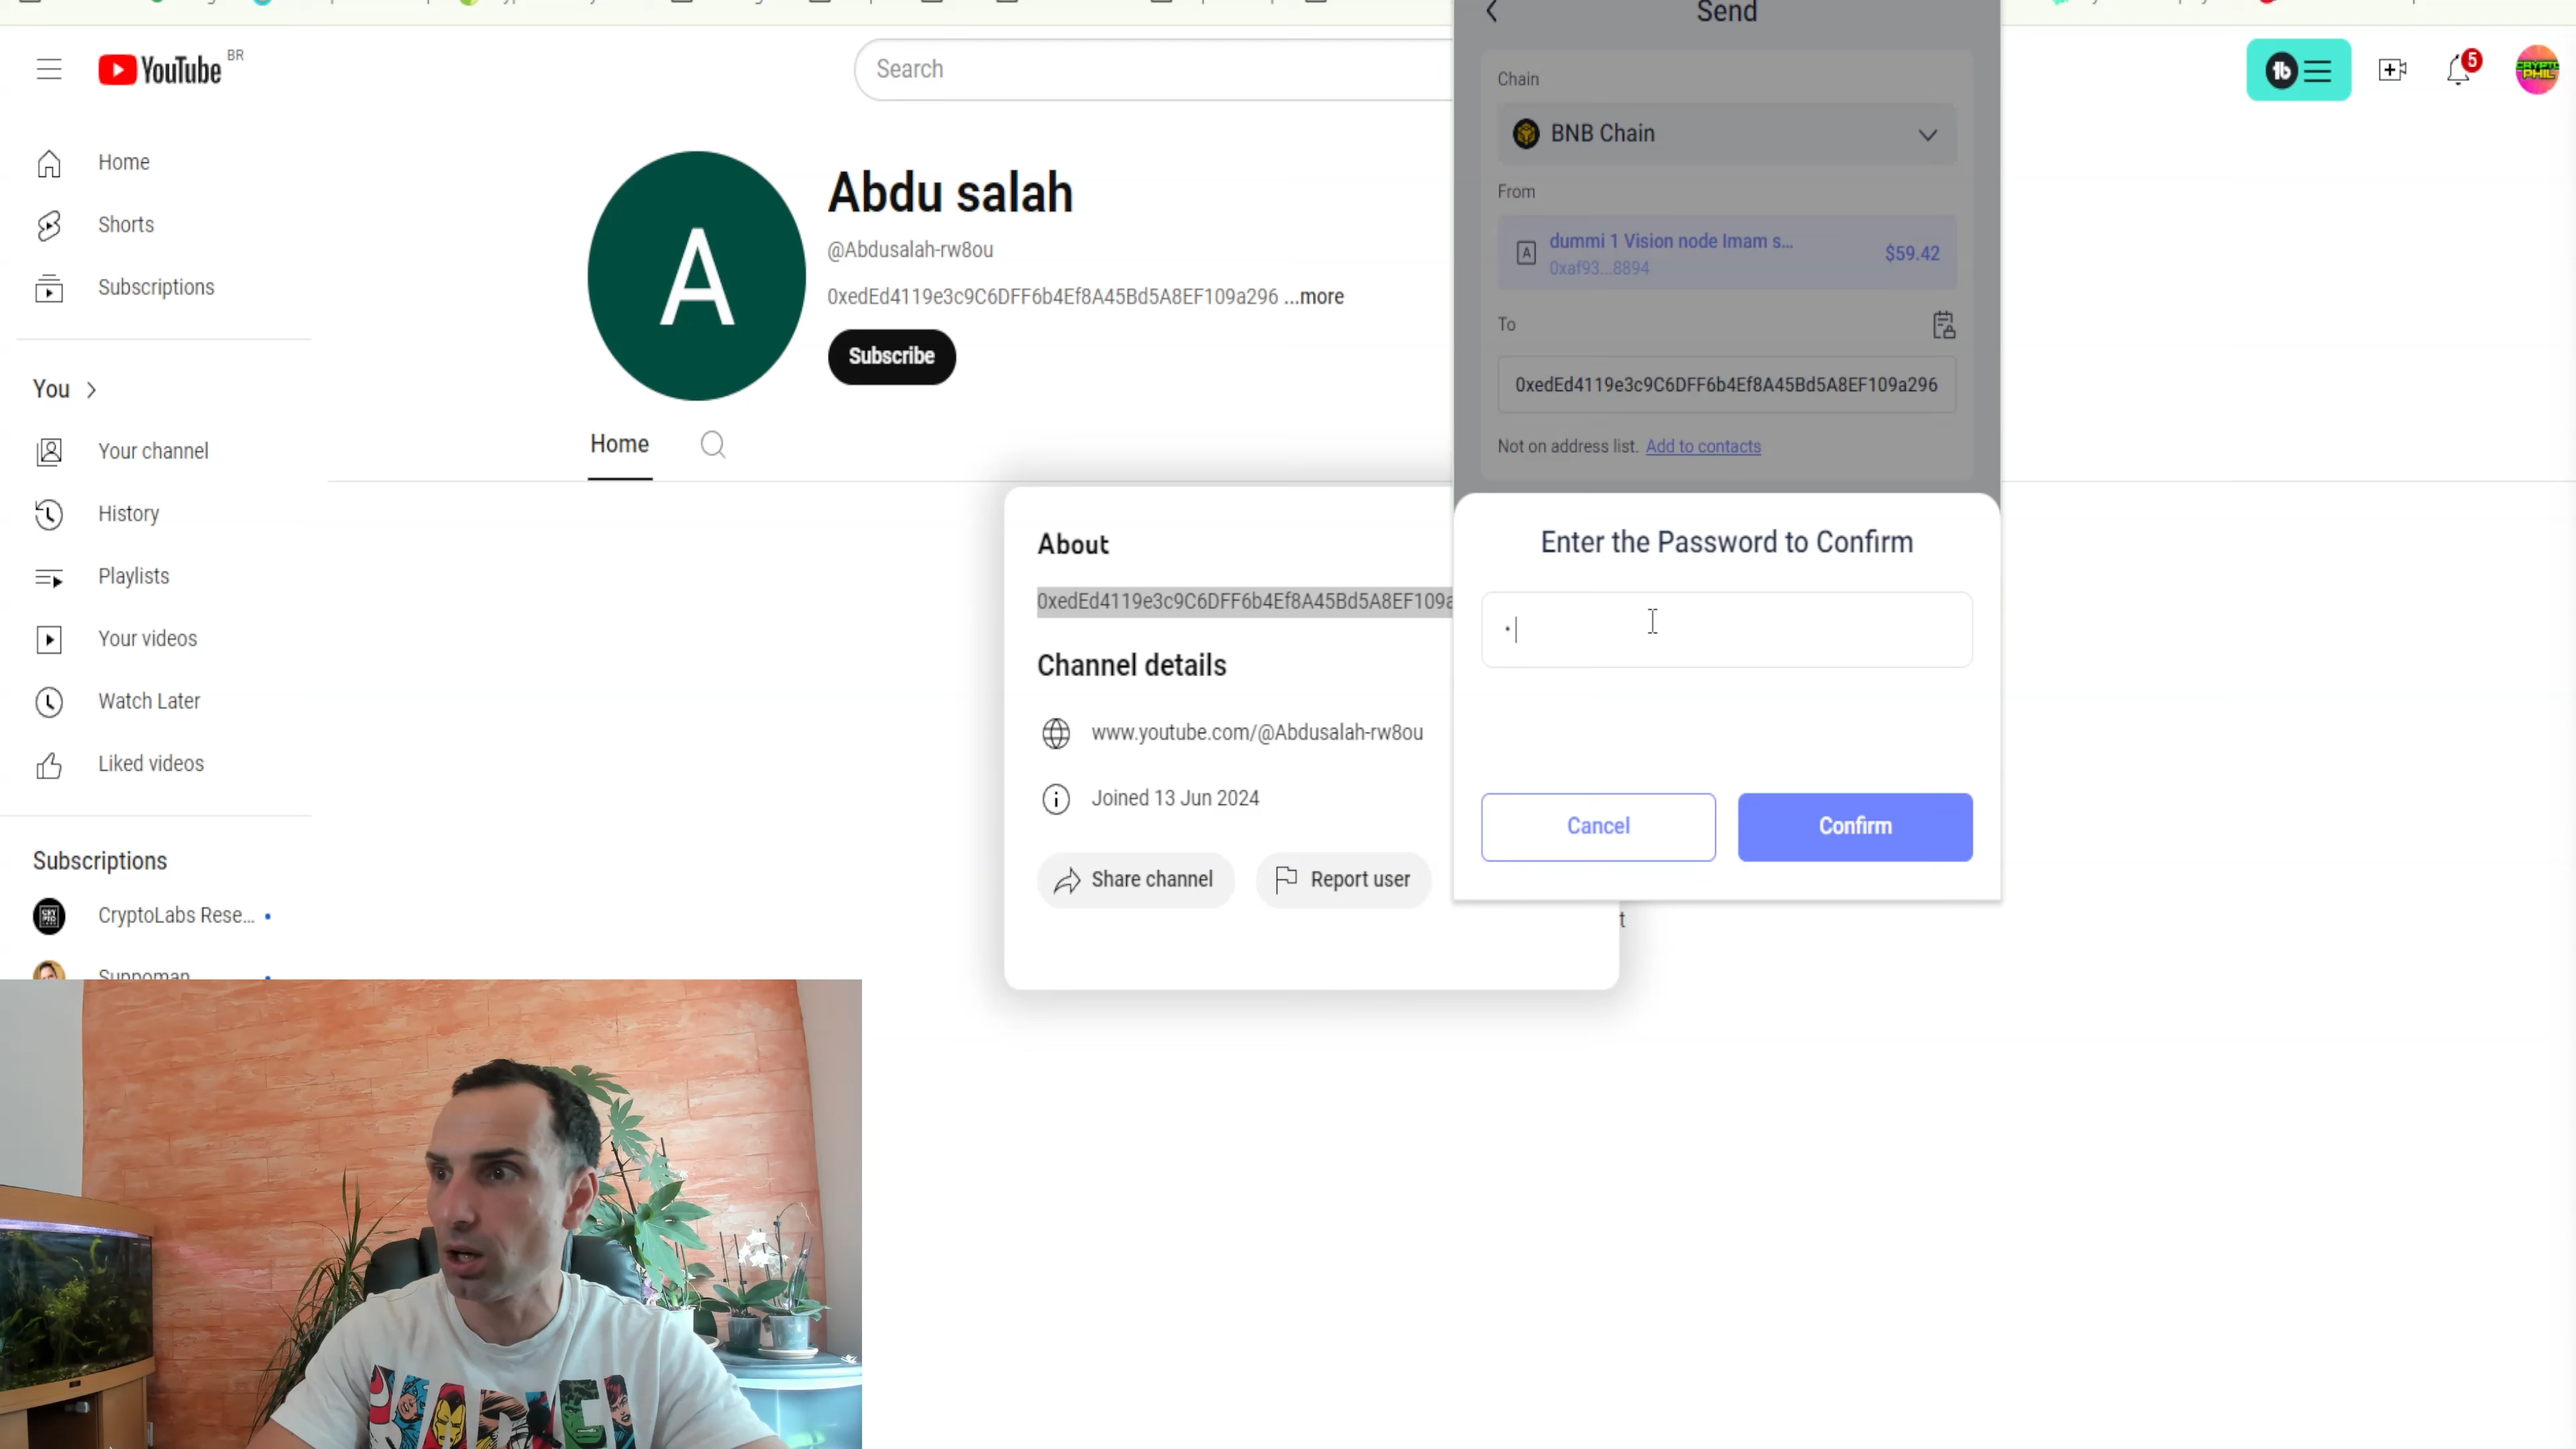 YouTube BR
Search
5
CRYPTO
PHIL
Home
Shorts
Subscriptions
You
Your channel
History
Playlists
Your videos
Watch Later
Liked videos
Subscriptions
CryptoLabs Rese...
Suppoman
A
Abdu salah
@Abdusalah-rw8ou
0xedEd4119e3c9C6DFF6b4Ef8A45Bd5A8EF109a296 ...more
Subscribe
Home
About
0xedEd4119e3c9C6DFF6b4Ef8A45Bd5A8EF109a
Channel details
www.youtube.com/@Abdusalah-rw8ou
Joined 13 Jun 2024
Share channel
Report user
t
Send
Chain
BNB Chain
From
A
dummi 1 Vision node Imam s...
0xaf93...8894
$59.42
To
0xedEd4119e3c9C6DFF6b4Ef8A45Bd5A8EF109a296
Not on address list. Add to contacts
Enter the Password to Confirm
Cancel
Confirm
MARVEL